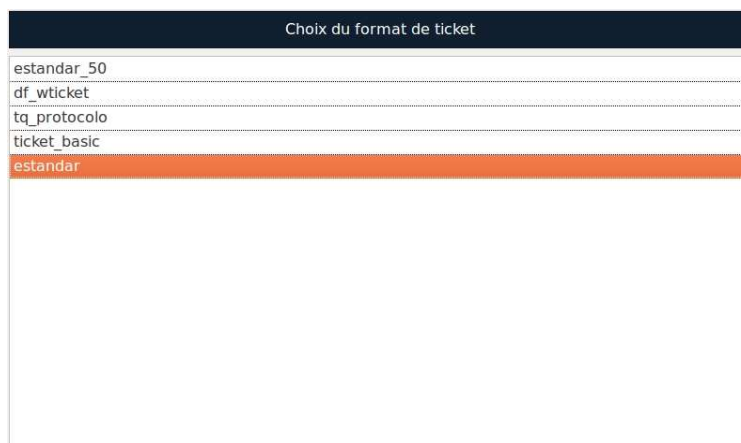 Choix du format de ticket
estandar_50
df_wticket
tq_protocolo
ticket_basic
estandar